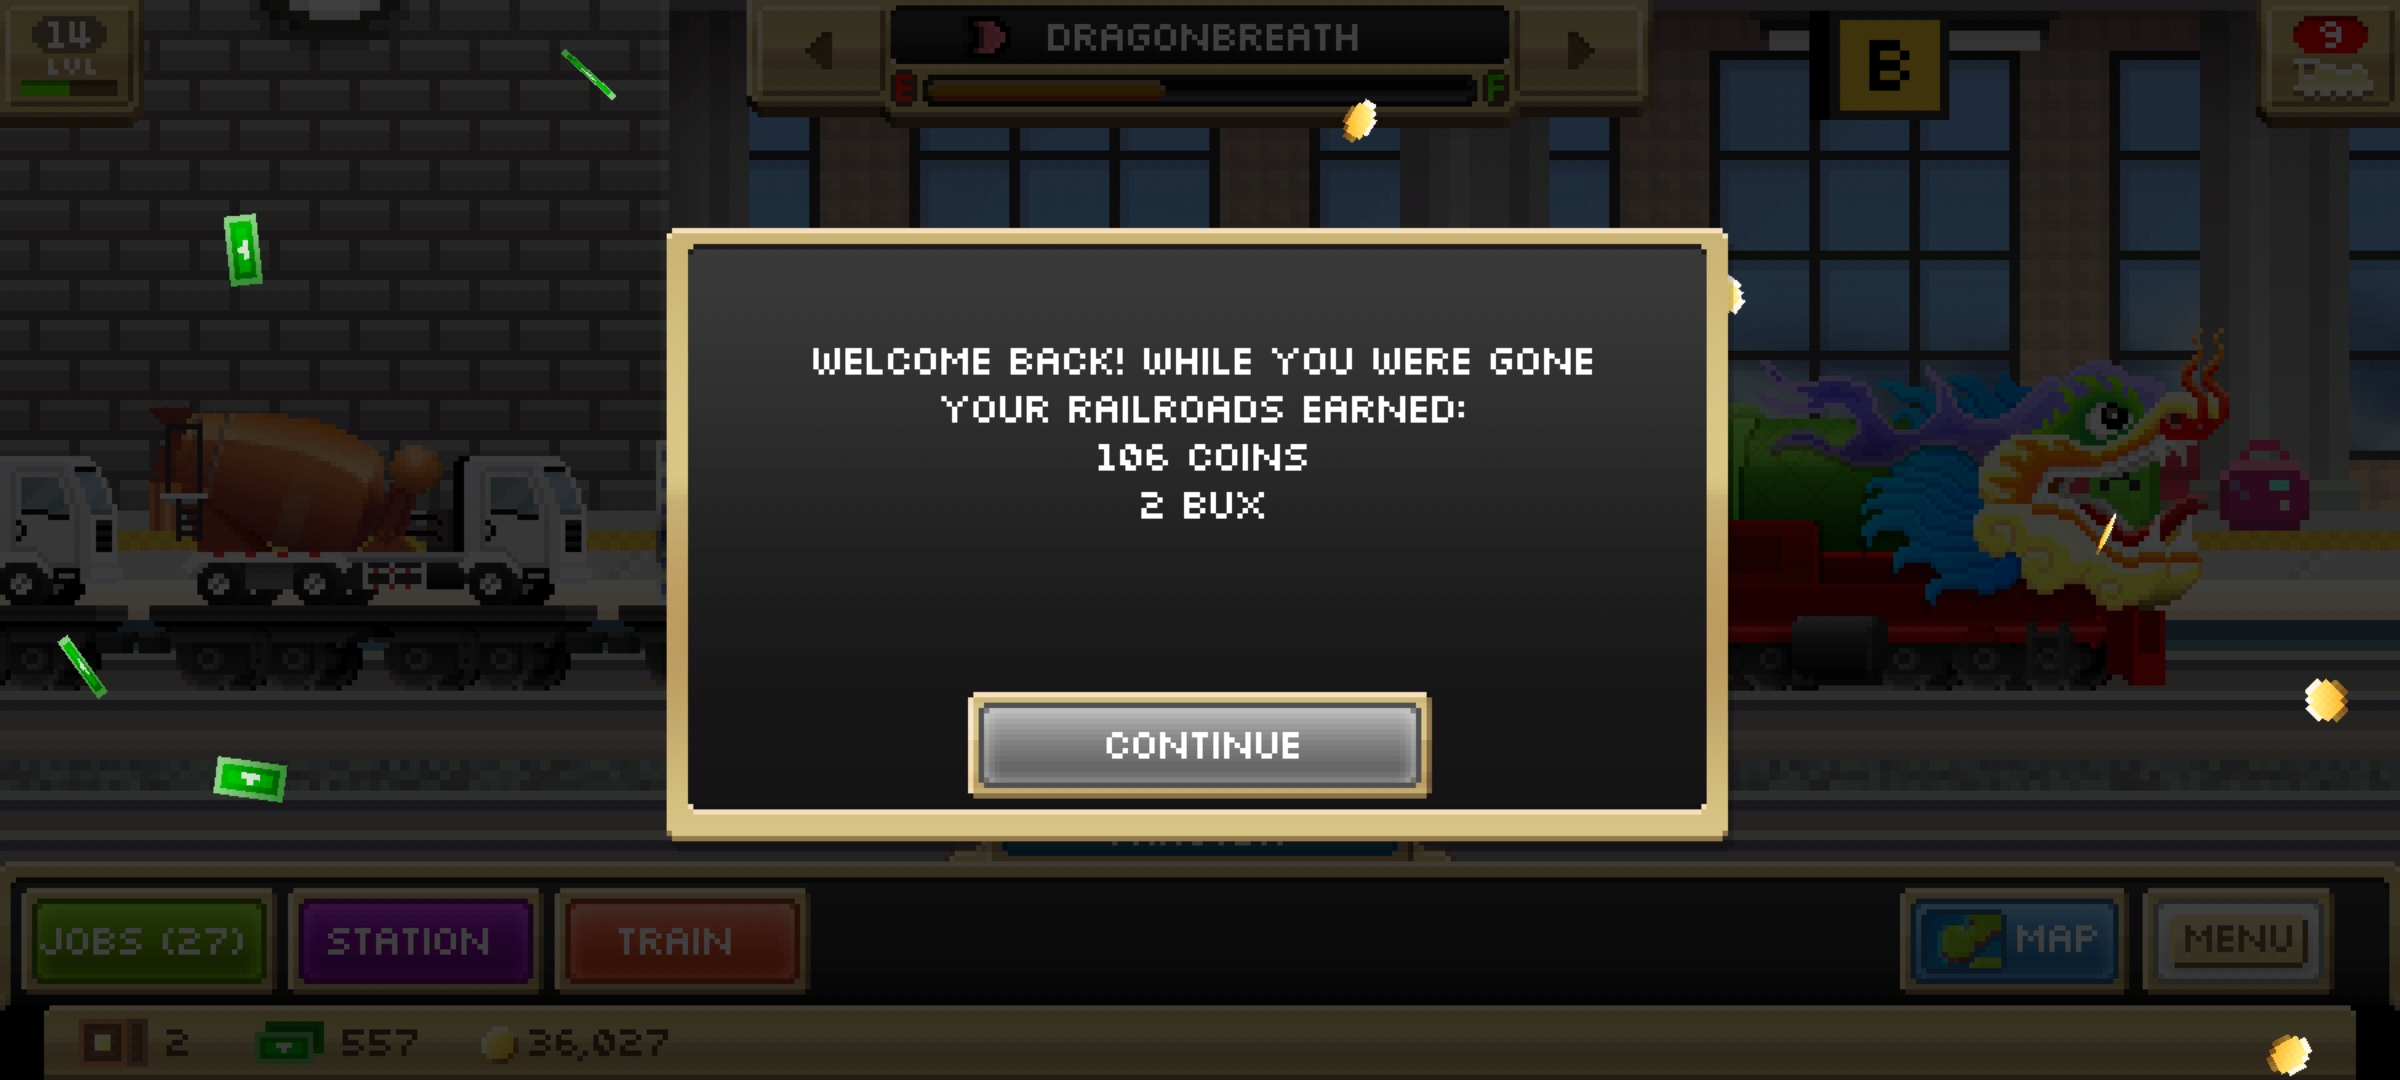 14
LVL
DRAGONBREATH
E F
B
9
WELCOME BACK! WHILE YOU WERE GONE
YOUR RAILROADS EARNED:
106 COINS
2 BUX
CONTINUE
JOBS (27)
STATION
TRAIN
MAP
MENU
2
557
36,027